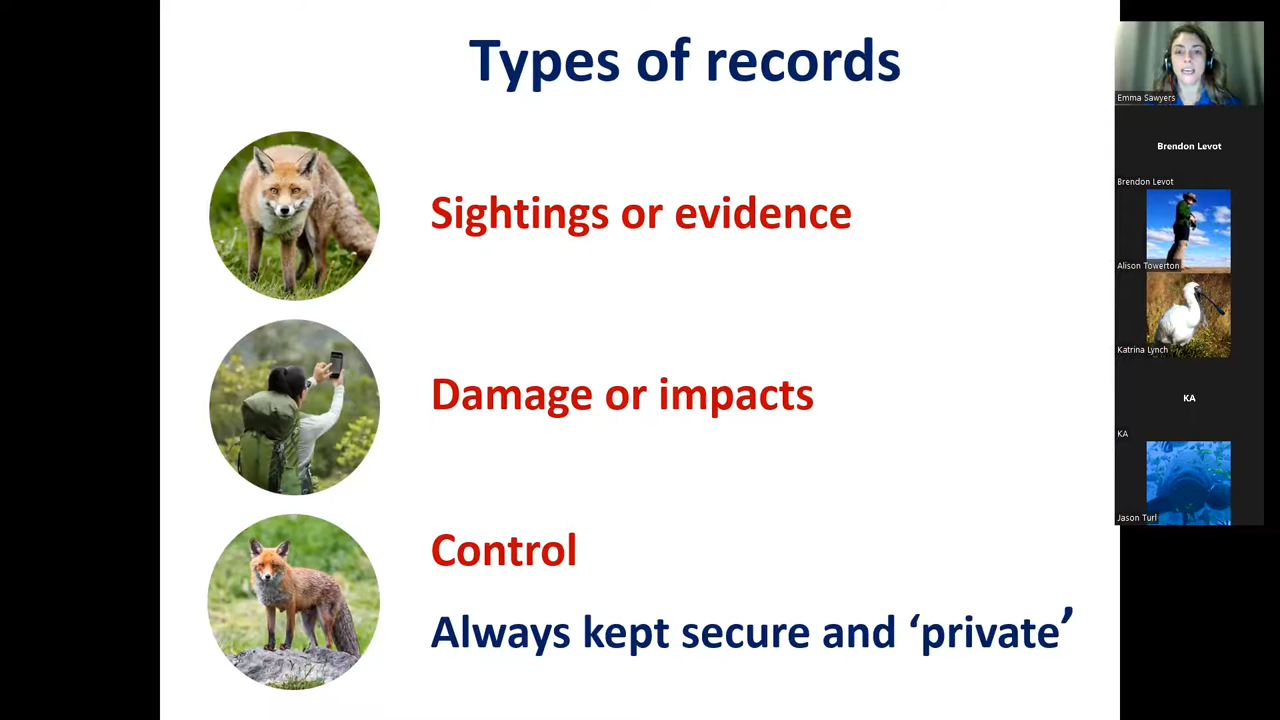 Types of records
Sightings or evidence
Damage or impacts
Control
Always kept secure and ‘private’
Emma Sawyers
Brendon Levot
Brendon Levot
Alison Towerton
Katrina Lynch
KA
KA
Jason Turl